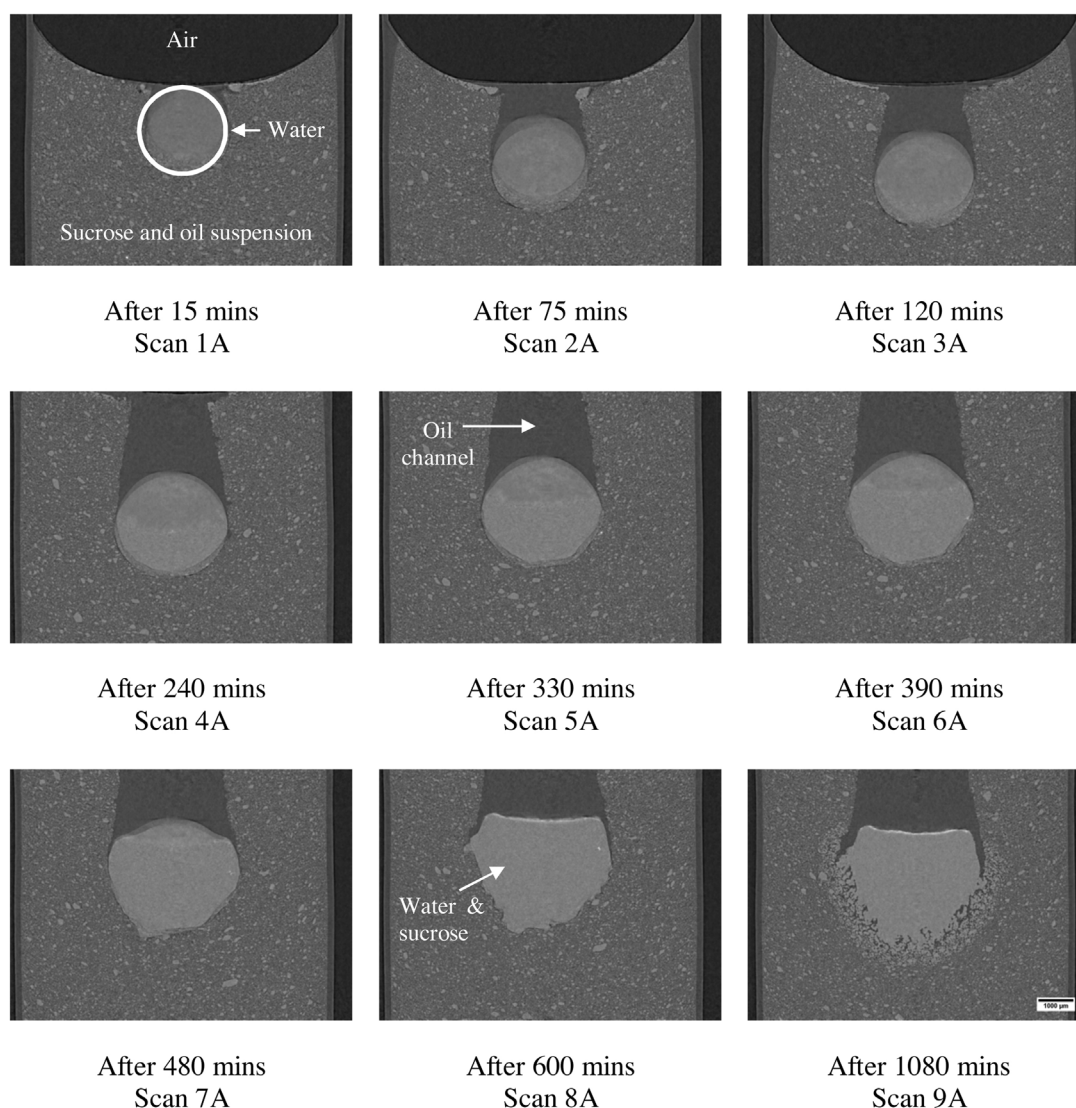 Air
Water
Sucrose and oil suspension
After 15 mins
Scan 1A
After 75 mins
Scan 2A
After 120 mins
Scan 3A
After 240 mins
Scan 4A
Oil
channel
After 330 mins
Scan 5A
After 390 mins
Scan 6A
After 480 mins
Scan 7A
Water &
sucrose
After 600 mins
Scan 8A
1000 µm
After 1080 mins
Scan 9A